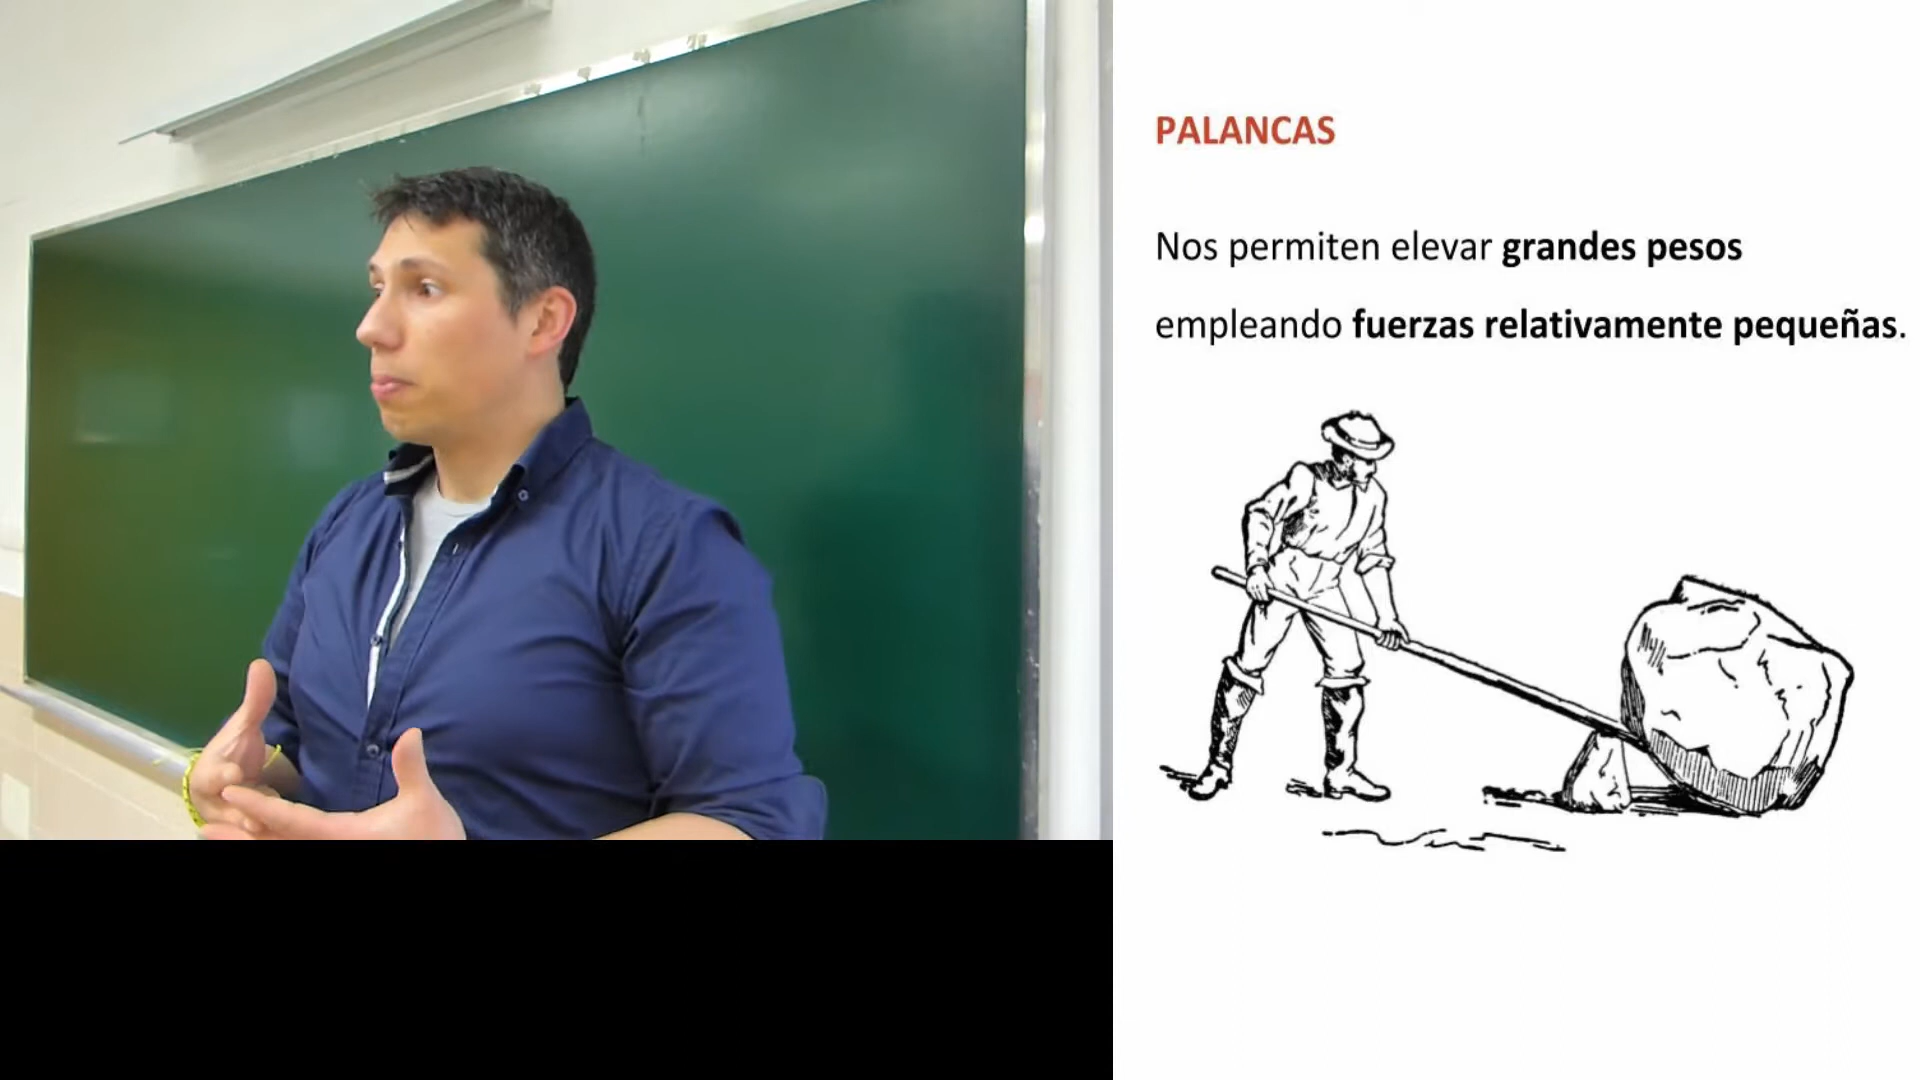 PALANCAS
Nos permiten elevar grandes pesos
empleando fuerzas relativamente pequeñas.